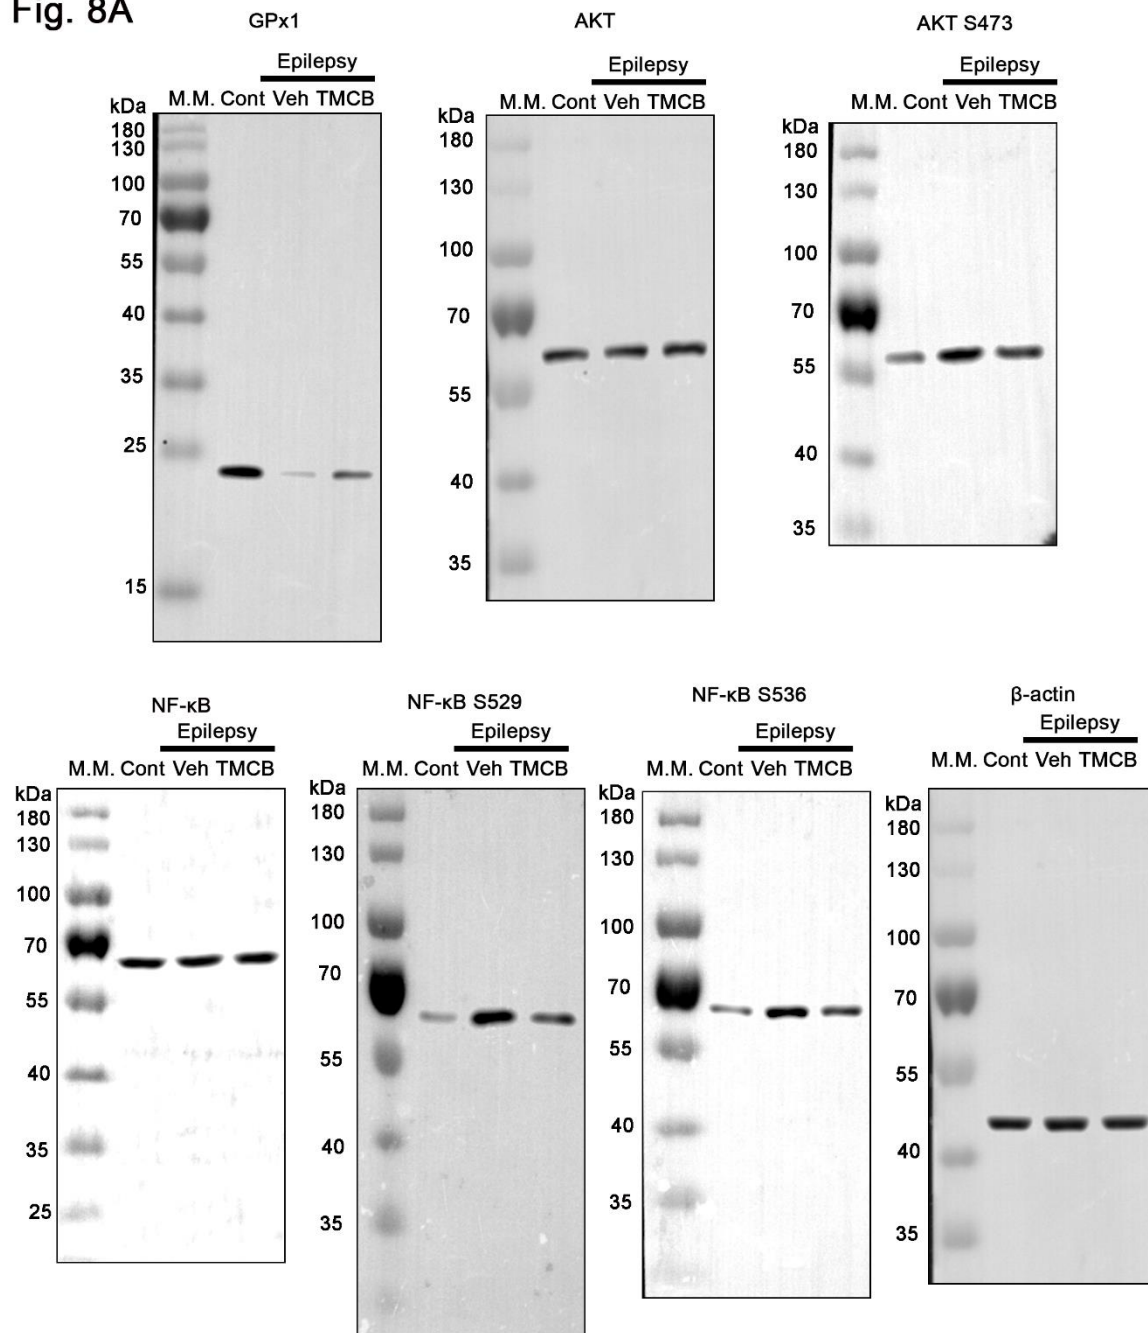 Fig. 8A
GPx1
Epilepsy
M.M. Cont Veh TMCB
kDa
180
130
100
70
55
40
35
25
15
AKT
Epilepsy
M.M. Cont Veh TMCB
kDa
180
130
100
70
55
40
35
AKT S473
Epilepsy
M.M. Cont Veh TMCB
kDa
180
130
100
70
55
40
35
NF-κB
Epilepsy
M.M. Cont Veh TMCB
kDa
180
130
100
70
55
40
35
25
NF-κB S529
Epilepsy
M.M. Cont Veh TMCB
180
130
100
70
55
40
35
NF-κB S536
Epilepsy
M.M. Cont Veh TMCB
kDa
180
130
100
70
55
40
35
β-actin
Epilepsy
M.M. Cont Veh TMCB
kDa
180
130
100
70
55
40
35